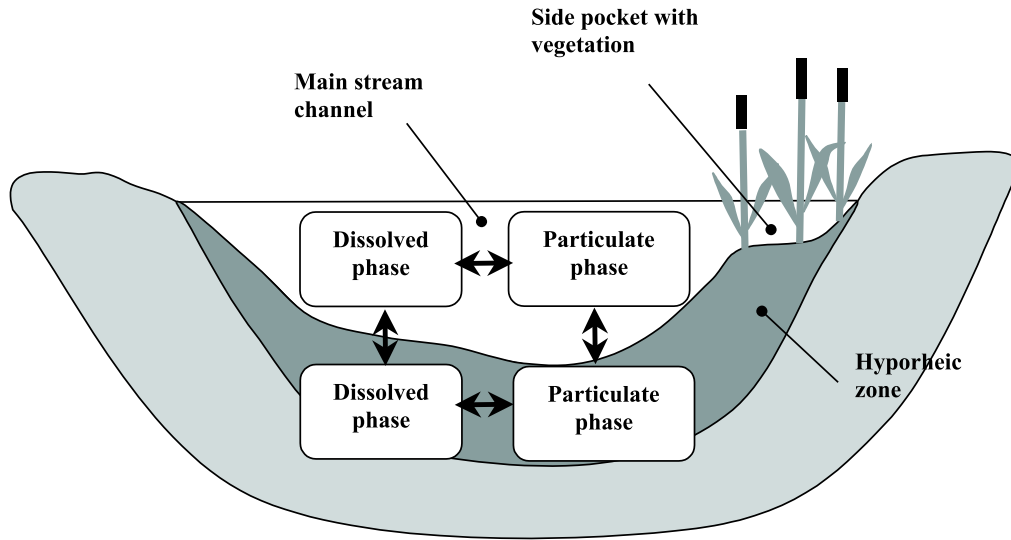 Side pocket with
vegetation
Main stream
channel
Dissolved
phase
Particulate
phase
Dissolved
phase
Particulate
phase
Hyporheic
zone